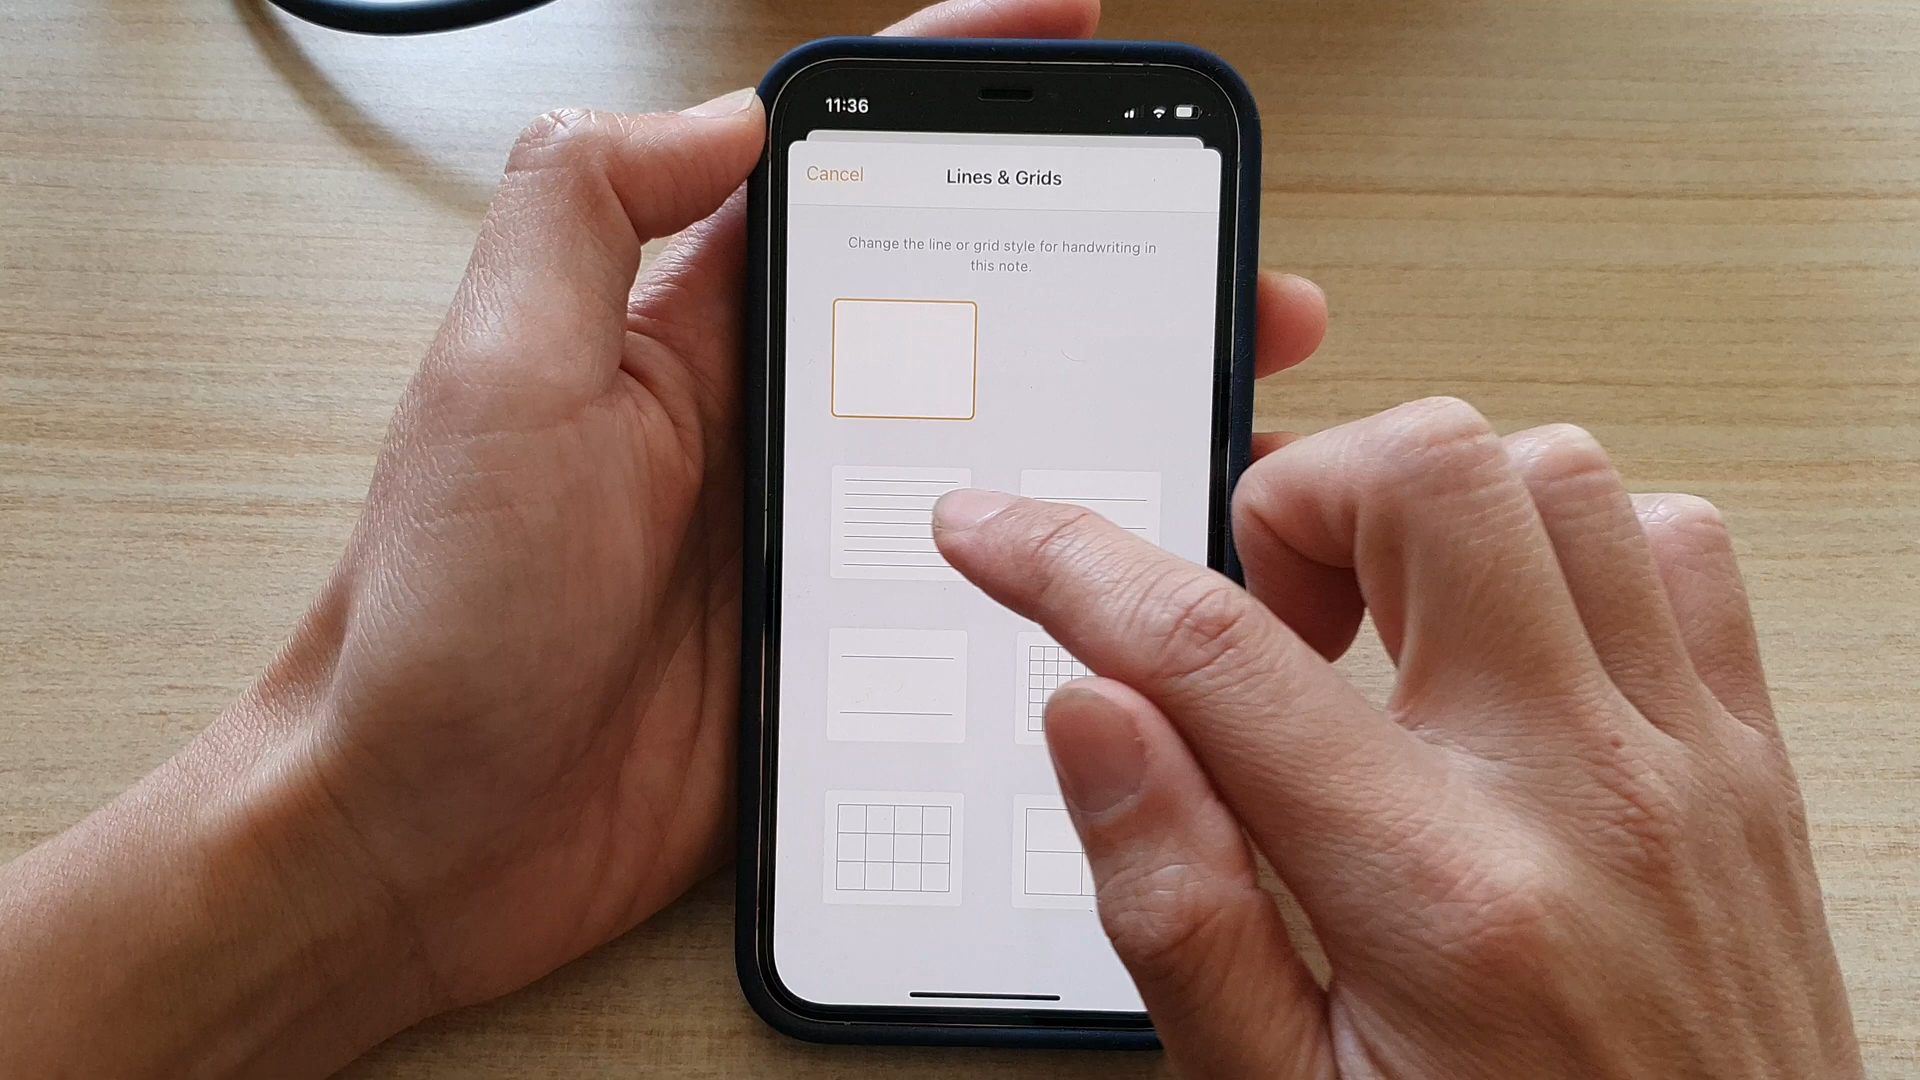 11:36
Cancel
Lines & Grids
Change the line or grid style for handwriting in
this note.